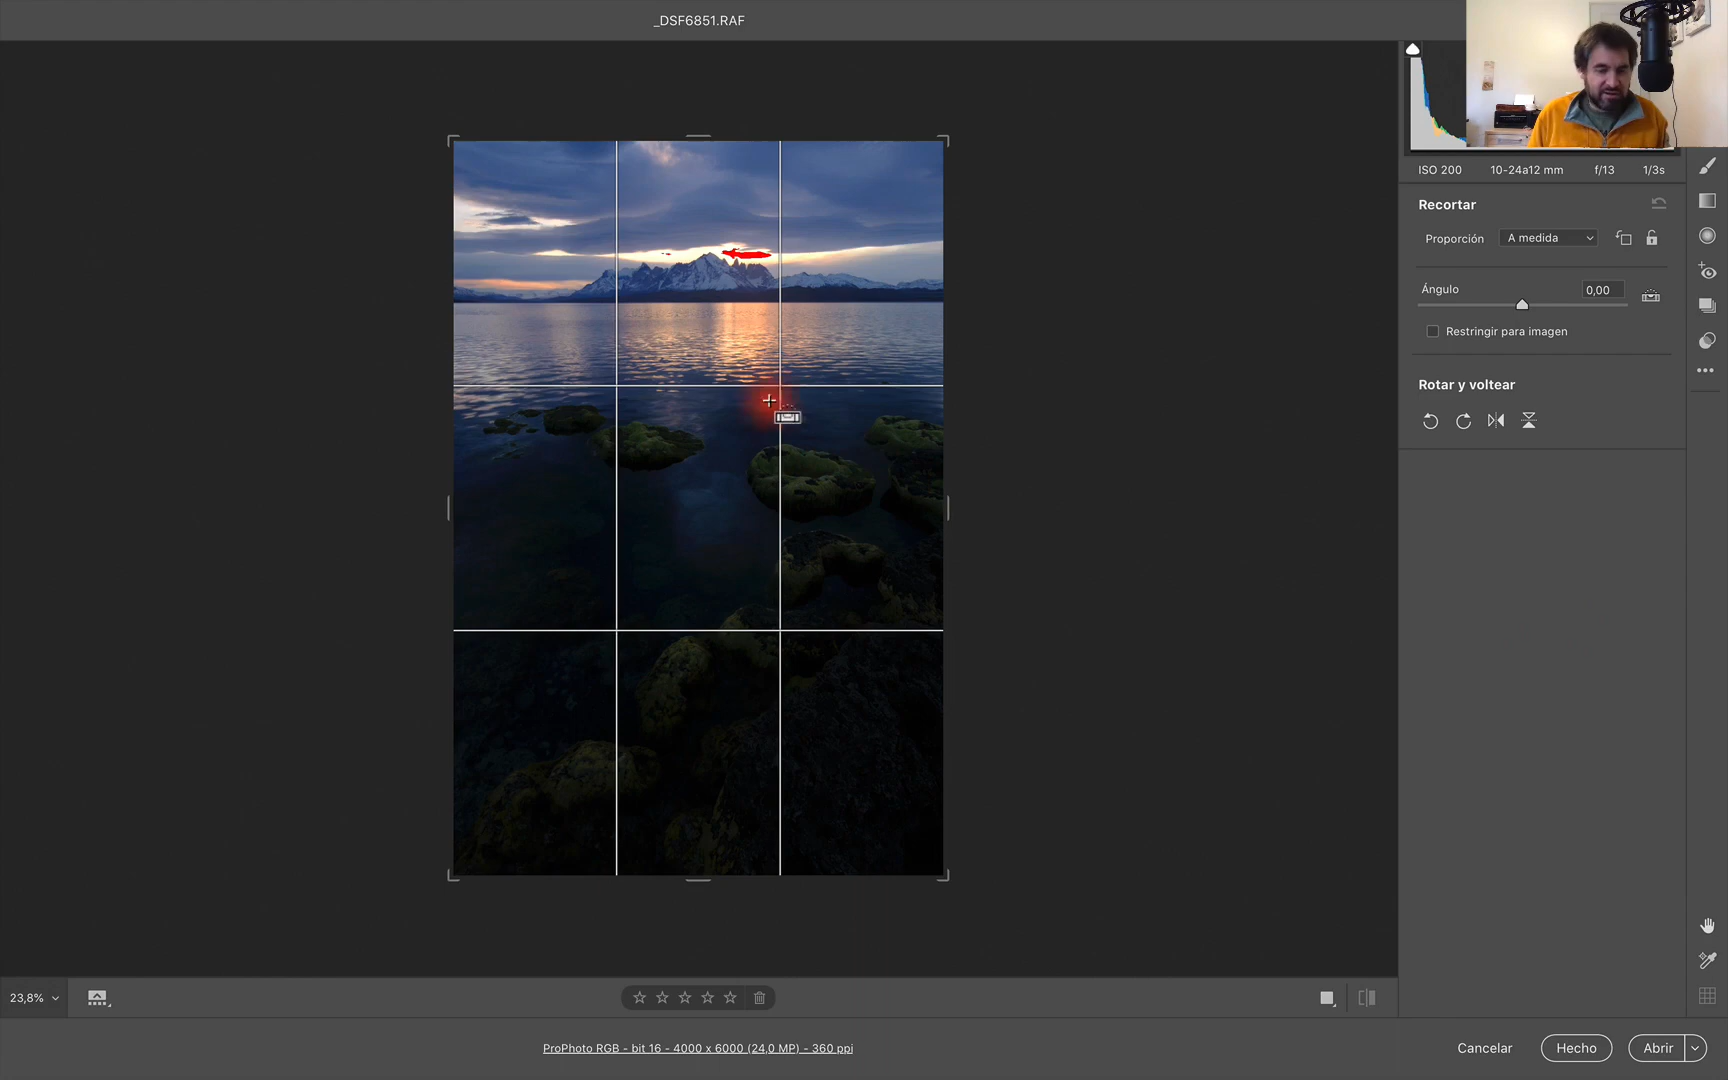 _DSF6851.RAF
ISO 200 10-24a12 mm f/13 1/3s
Recortar
Proporción A medida
Ángulo 0,00
Restringir para imagen
Rotar y voltear
23,8%
ProPhoto RGB - bit 16 - 4000 x 6000 (24,0 MP) - 360 ppi
Cancelar Hecho Abrir